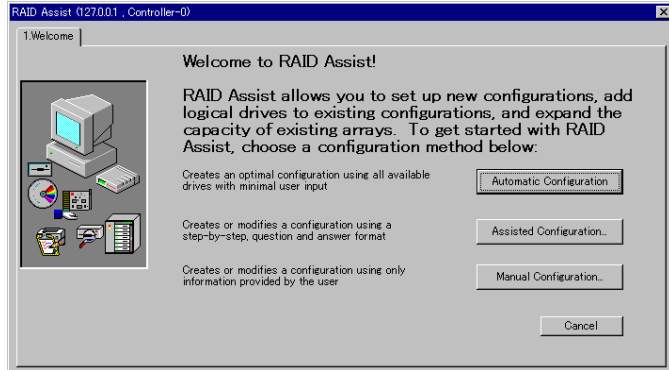 RAID Assist (127.0.0.1 , Controller-0)
1.Welcome
Welcome to RAID Assist!
RAID Assist allows you to set up new configurations, add
logical drives to existing configurations, and expand the
capacity of existing arrays. To get started with RAID
Assist, choose a configuration method below:
Creates an optimal configuration using all available
drives with minimal user input
Automatic Configuration
Creates or modifies a configuration using a
step-by-step, question and answer format
Assisted Configuration...
Creates or modifies a configuration using only
information provided by the user
Manual Configuration...
Cancel